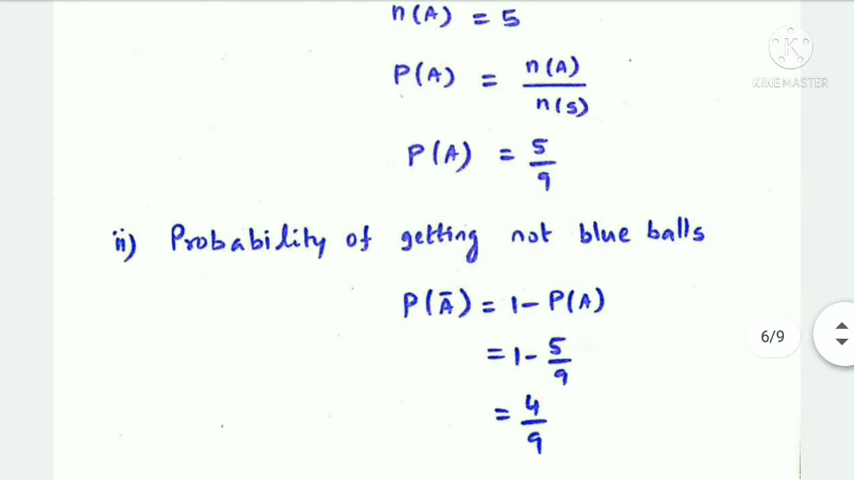 n(A) = 5
P(A) = n(A)/n(s)
P(A) = 5/9
ii) Probability of getting not blue balls
P(Ā) = 1 - P(A)
= 1 - 5/9
= 4/9
K
KINEMASTER
6/9